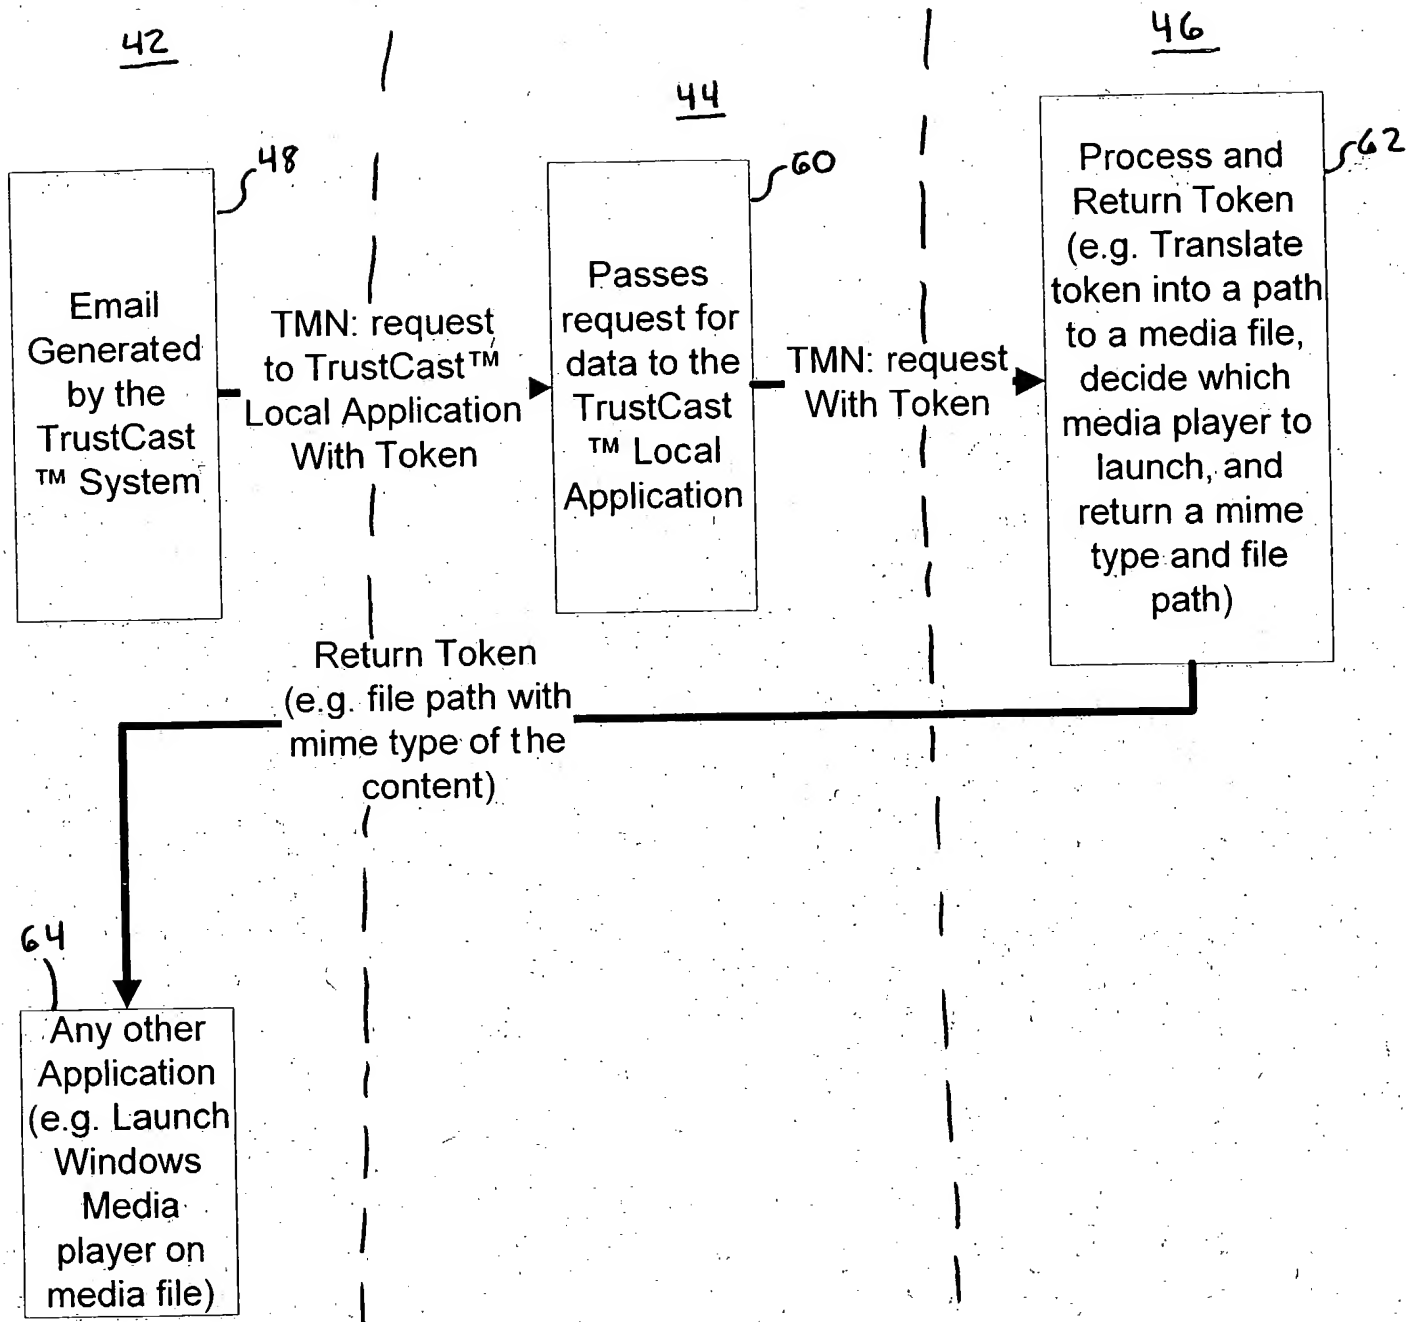 42
44
46
48
60
62
Email
Generated
by the
TrustCast
™ System
TMN: request
to TrustCast™
Local Application
With Token
Passes
request for
data to the
TrustCast
™ Local
Application
TMN: request
With Token
Process and
Return Token
(e.g. Translate
token into a path
to a media file,
decide which
media player to
launch, and
return a mime
type and file
path)
Return Token
(e.g. file path with
mime type of the
content)
64
Any other
Application
(e.g. Launch
Windows
Media
player on
media file)